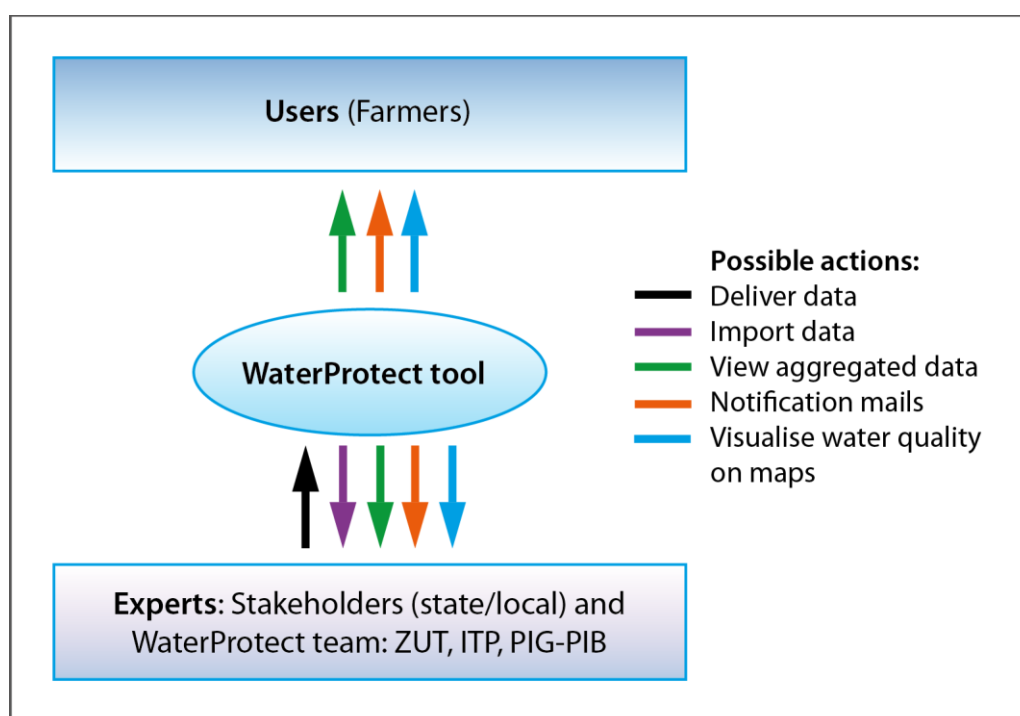 Users (Farmers)
WaterProtect tool
Possible actions:
Deliver data
Import data
View aggregated data
Notification mails
Visualise water quality
on maps
Experts: Stakeholders (state/local) and
WaterProtect team: ZUT, ITP, PIG-PIB